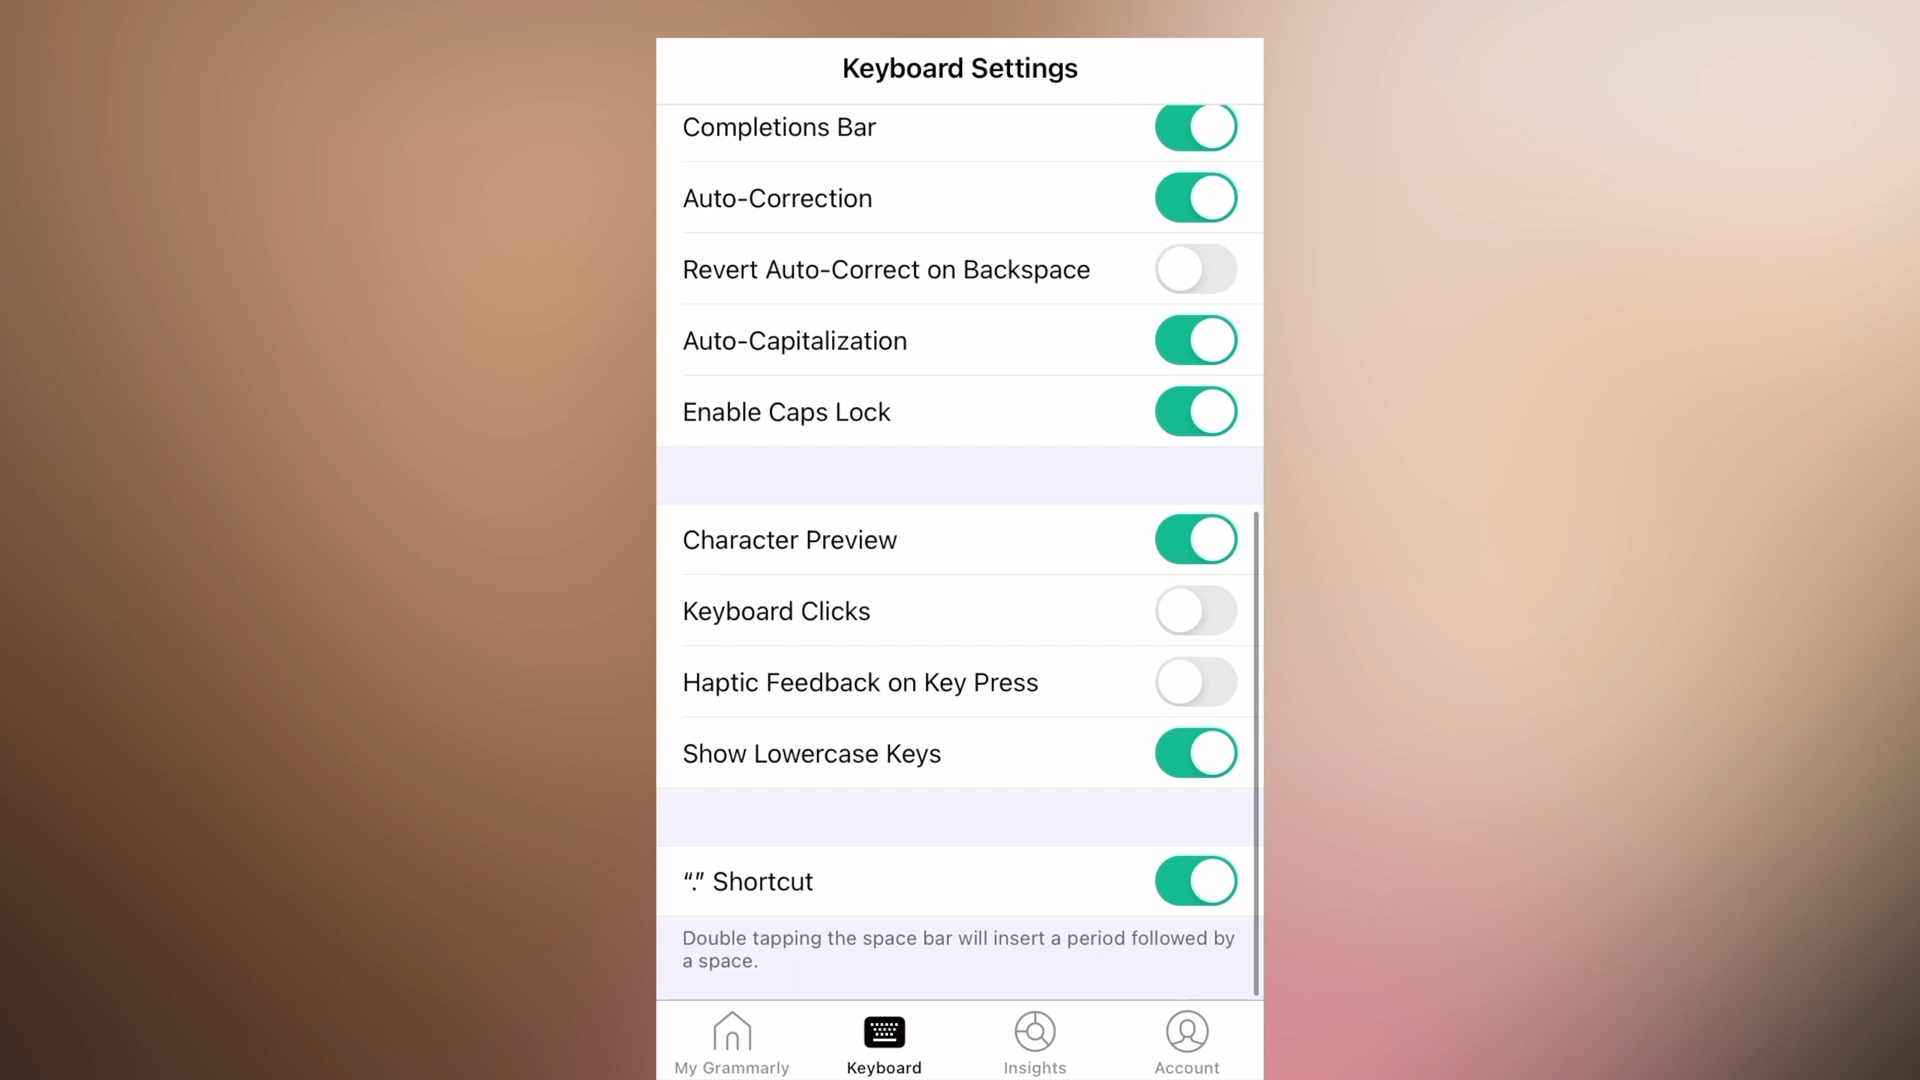 Keyboard Settings
Completions Bar
Auto-Correction
Revert Auto-Correct on Backspace
Auto-Capitalization
Enable Caps Lock
Character Preview
Keyboard Clicks
Haptic Feedback on Key Press
Show Lowercase Keys
“.” Shortcut
Double tapping the space bar will insert a period followed by
a space.
My Grammarly
Keyboard
Insights
Account